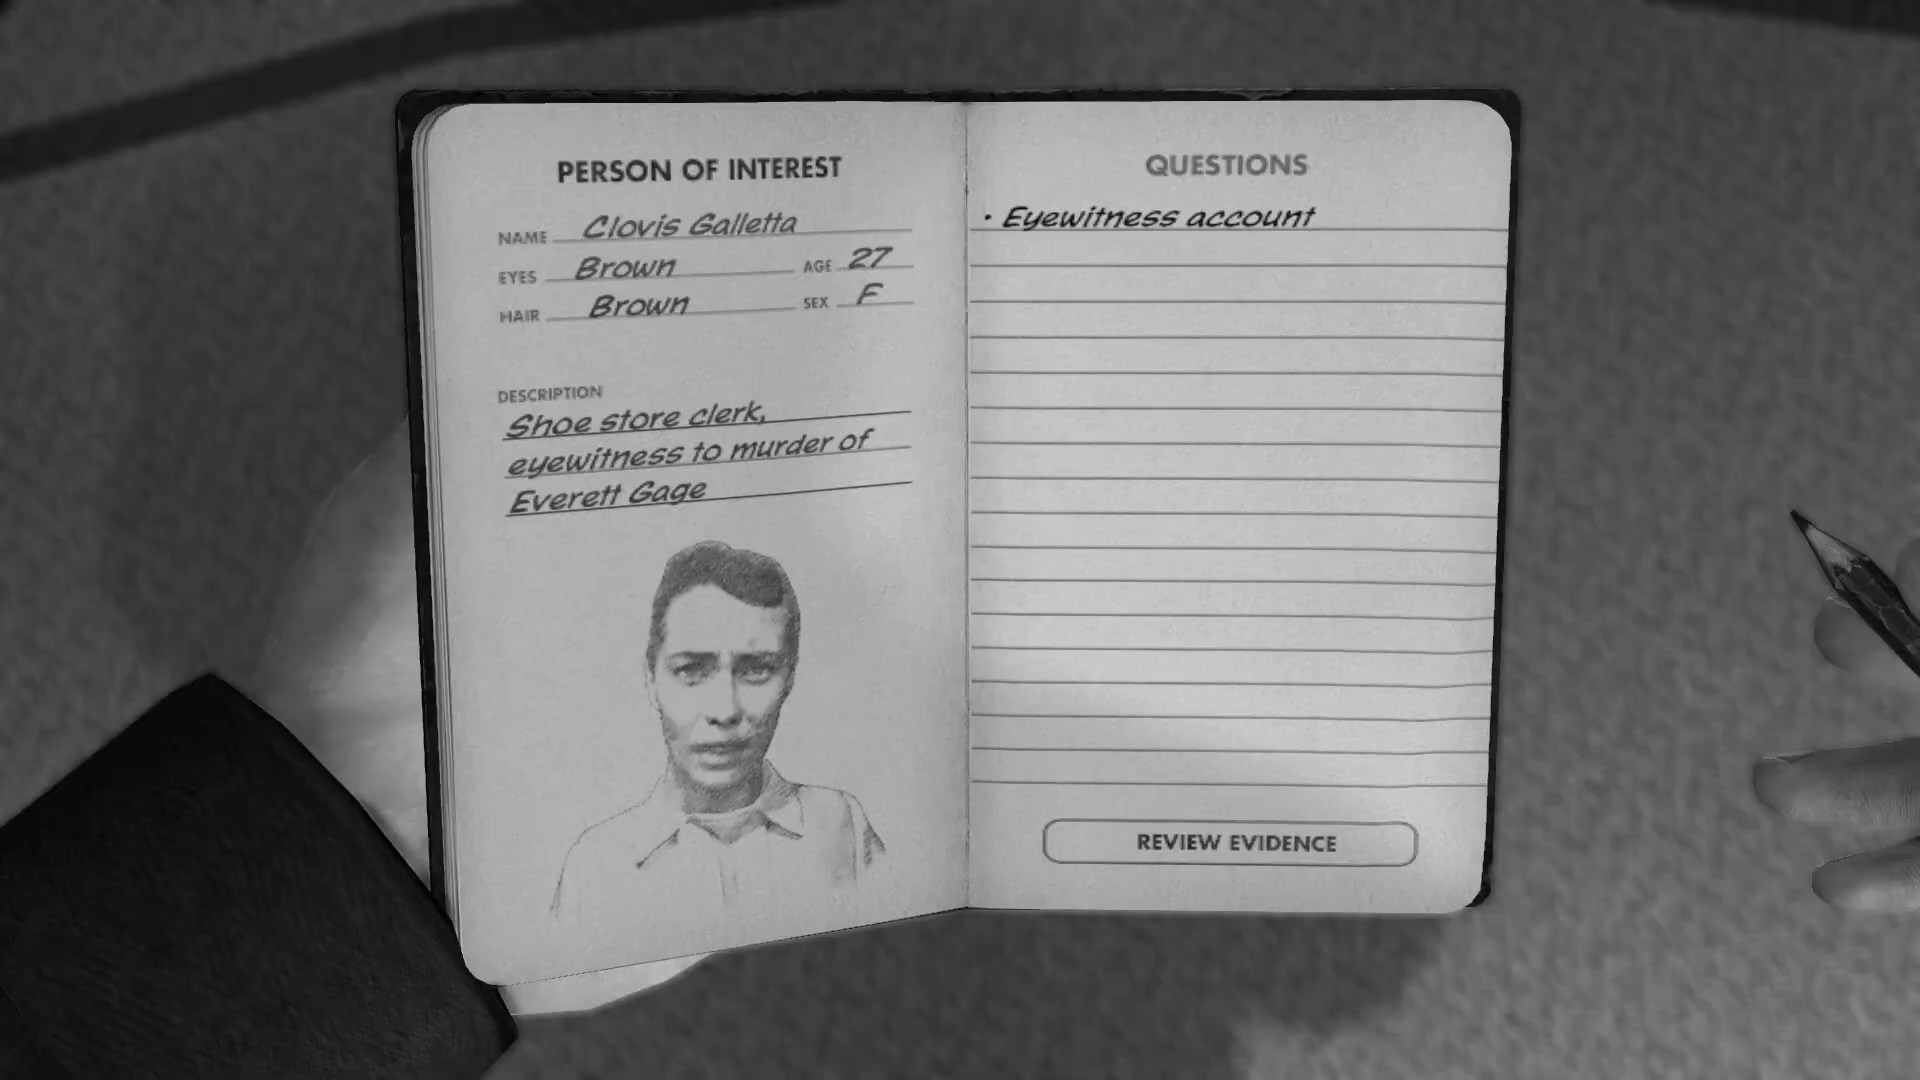 PERSON OF INTEREST
NAME Clovis Galletta
EYES Brown AGE 27
HAIR Brown SEX F
DESCRIPTION
Shoe store clerk,
eyewitness to murder of
Everett Gage
QUESTIONS
• Eyewitness account
REVIEW EVIDENCE